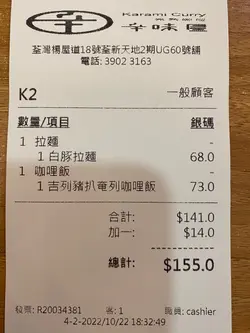 Karami Curry
辛味屋
荃灣楊屋道18號荃新天地2期UG60號舖
電話: 3902 3163
K2 一般顧客
數量/項目 銀碼
1 拉麵
1 白豚拉麵 68.0
1 咖喱飯
1 吉列豬扒奄列咖喱飯 73.0
合計: $141.0
加一: $14.0
總計: $155.0
發票: R20034381 客: 1 職員: cashier
4-2-2022/10/22 18:32:49